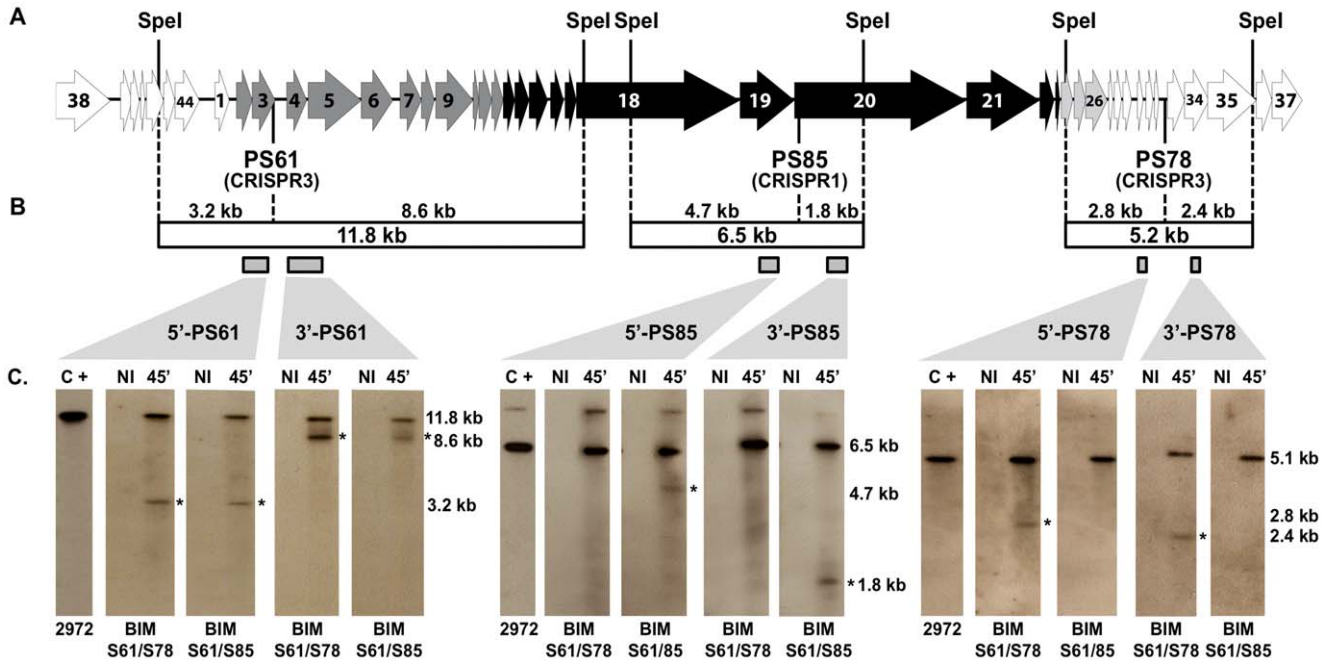 A
SpeI SpeI SpeI SpeI SpeI SpeI
38 44 1 3 4 5 6 7 9 18 19 20 21 26 34 35 37
PS61 PS85 PS78
(CRISPR3) (CRISPR1) (CRISPR3)
B
3.2 kb 8.6 kb 4.7 kb 1.8 kb 2.8 kb 2.4 kb
11.8 kb 6.5 kb 5.2 kb
5'-PS61 3'-PS61 5'-PS85 3'-PS85 5'-PS78 3'-PS78
C.
C + NI 45' NI 45' NI 45' NI 45' C + NI 45' NI 45' NI 45' NI 45' C + NI 45' NI 45' NI 45' NI 45'
11.8 kb
* *8.6 kb
* * 3.2 kb
6.5 kb
* 4.7 kb
*1.8 kb
5.1 kb
* 2.8 kb
* 2.4 kb
2972 BIM BIM BIM BIM 2972 BIM BIM BIM BIM 2972 BIM BIM BIM BIM
S61/S78 S61/S85 S61/S78 S61/S85 S61/S78 S61/S85 S61/S78 S61/S85 S61/S78 S61/S85 S61/S78 S61/S85